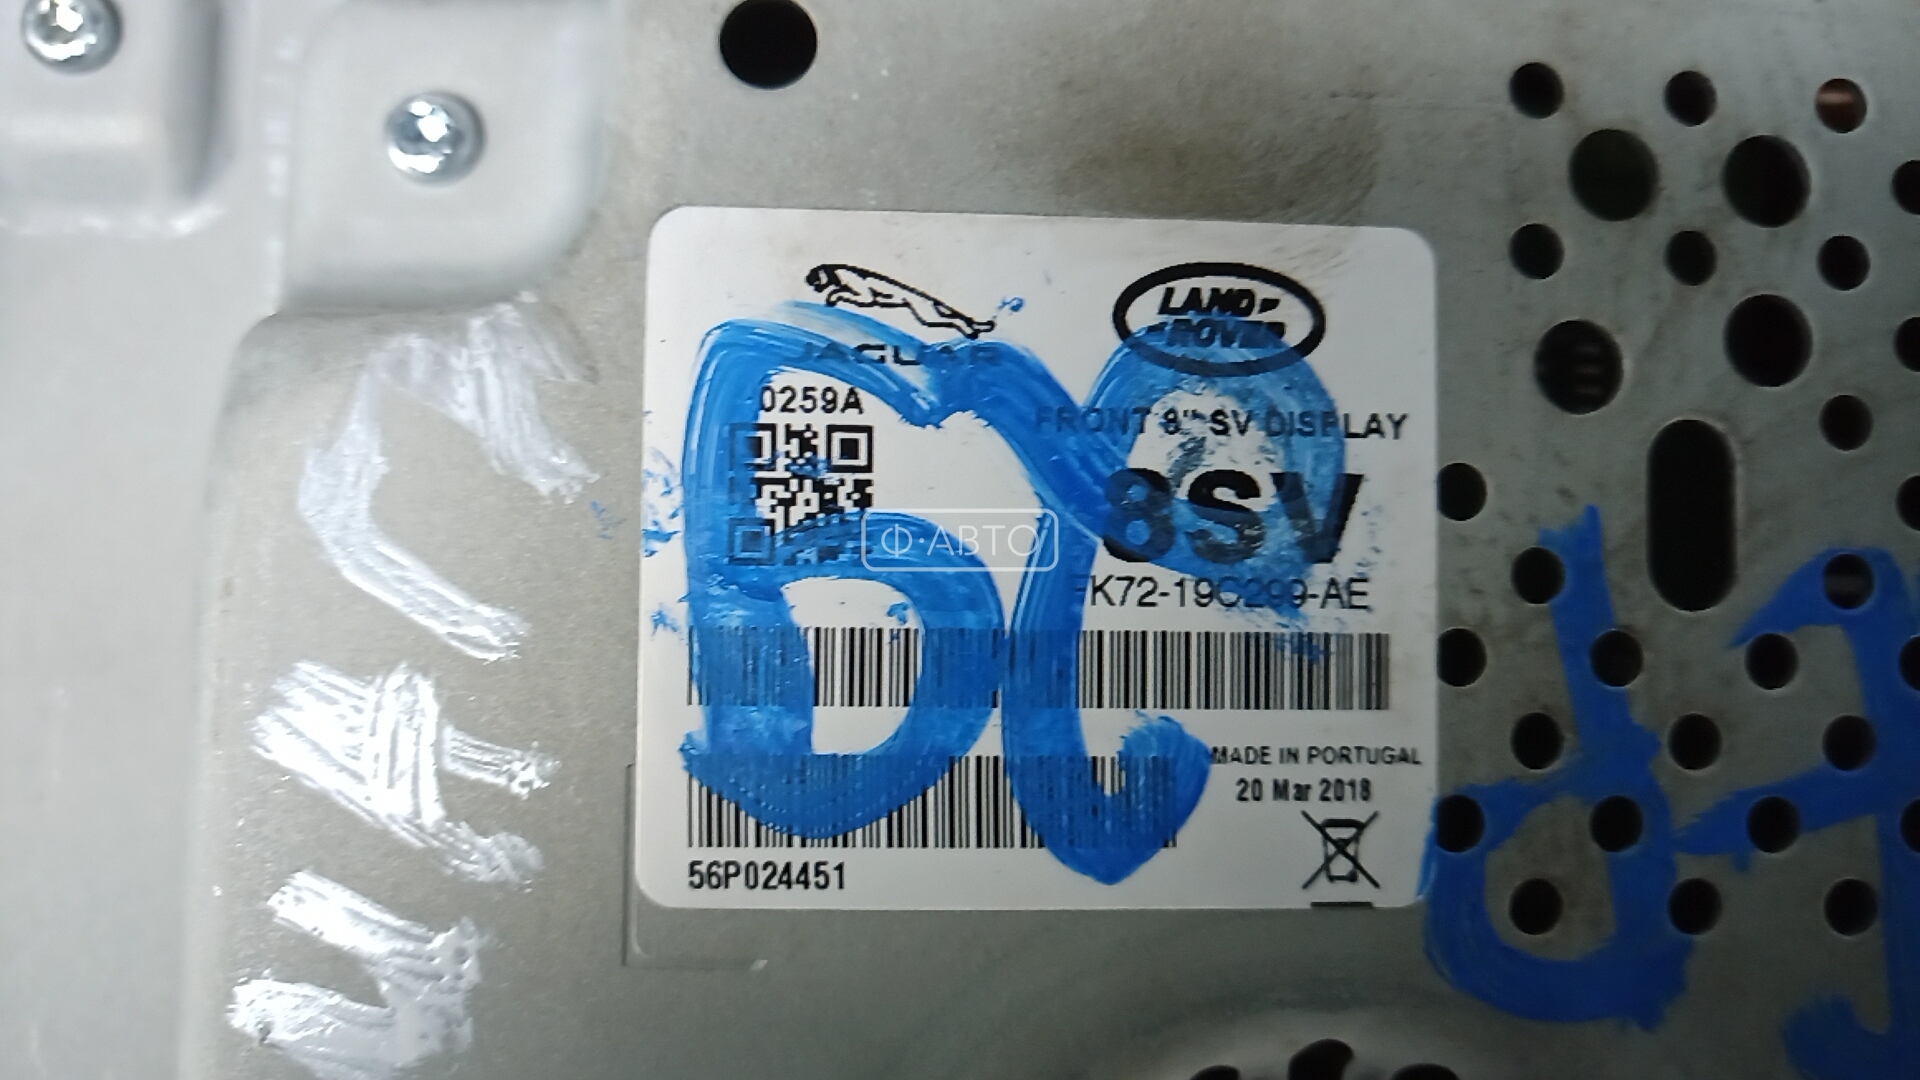 JAGUAR
LAND ROVER
0259A
FRONT 8" SV DISPLAY
8SV
K72-19C299-AE
MADE IN PORTUGAL
20 Mar 2018
56P024451
Ф·АВТО